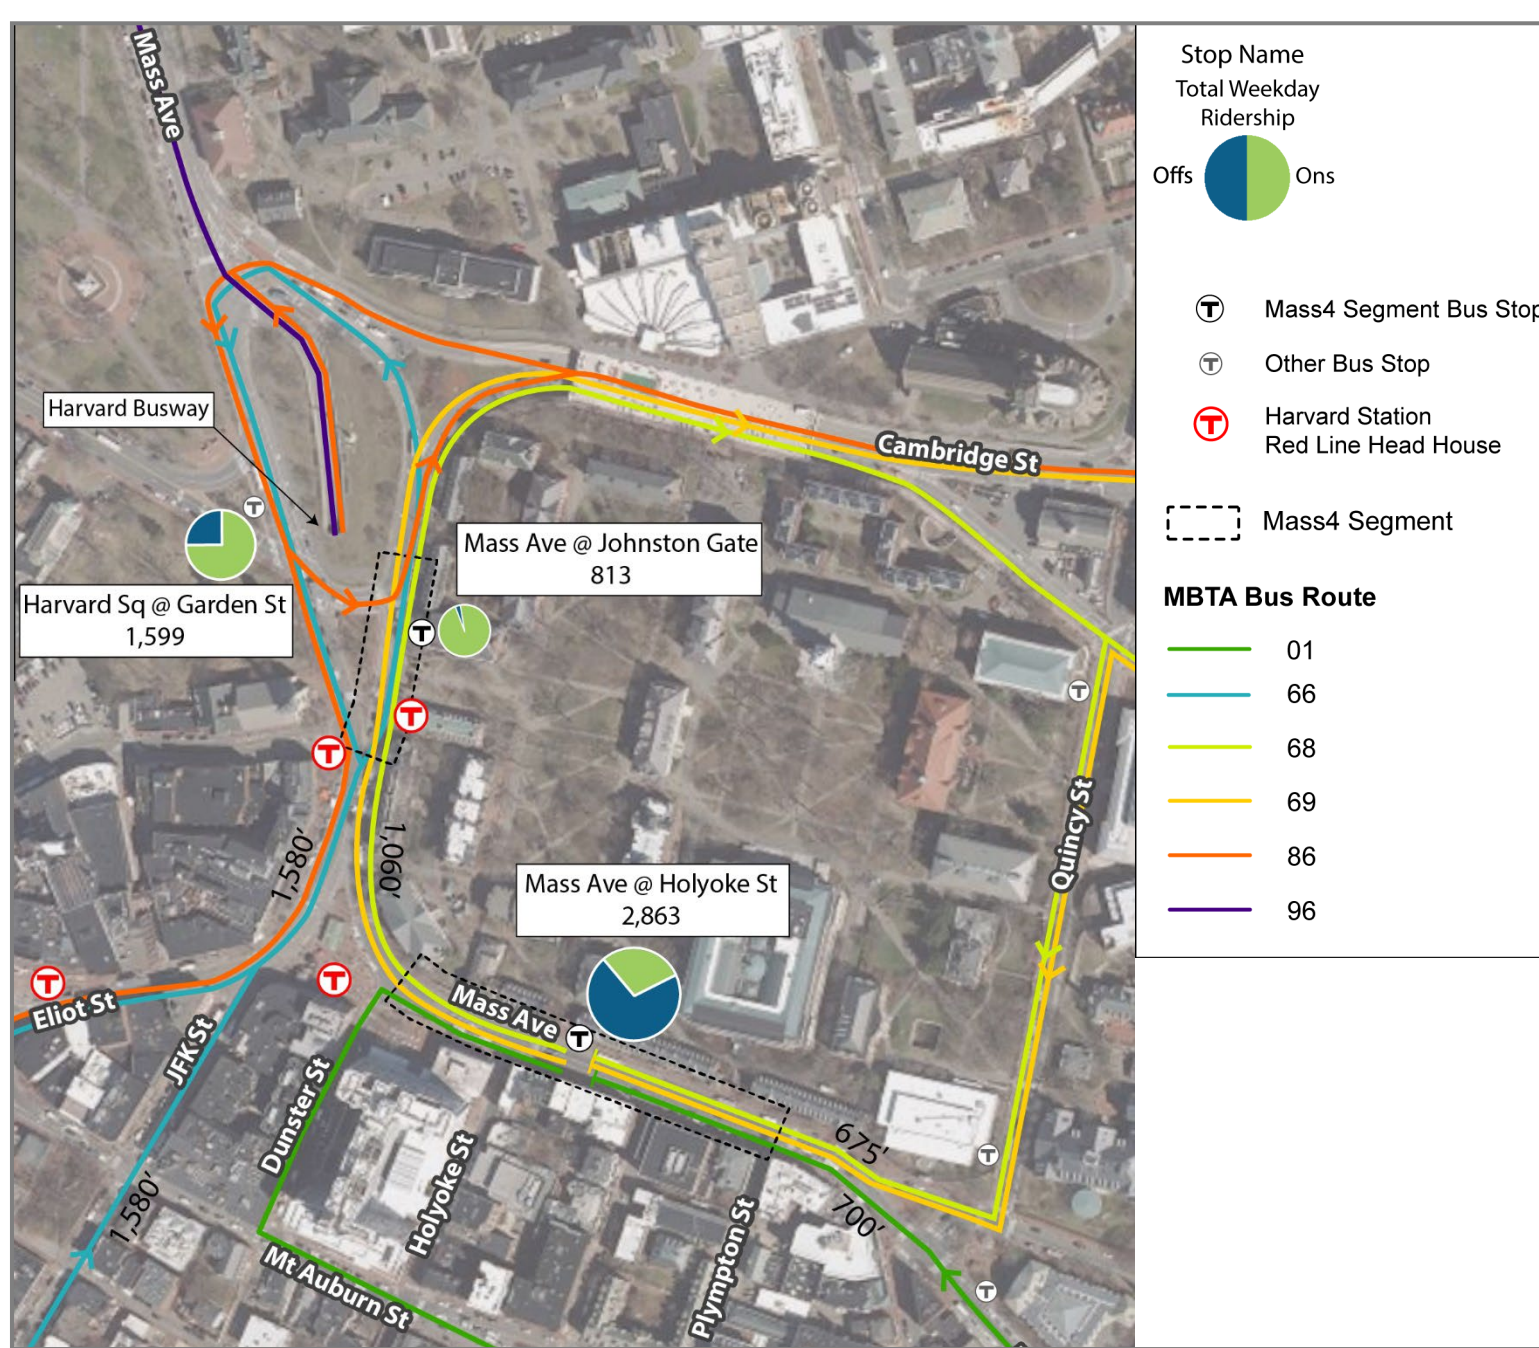 Mass Ave
Harvard Busway
Cambridge St
Mass Ave @ Johnston Gate
813
T
Harvard Sq @ Garden St
1,599
T
T
T
T
T
1,580′
1,060′
Quincy St
Mass Ave @ Holyoke St
2,863
T
T
Eliot St
Mass Ave
T
JFK St
Dunster St
Holyoke St
675′
700′
T
1,580′
Mt Auburn St
Plympton St
T
Stop Name
Total Weekday
Ridership
Offs
Ons
T
Mass4 Segment Bus Stop
T
Other Bus Stop
T
Harvard Station
Red Line Head House
Mass4 Segment
MBTA Bus Route
01
66
68
69
86
96